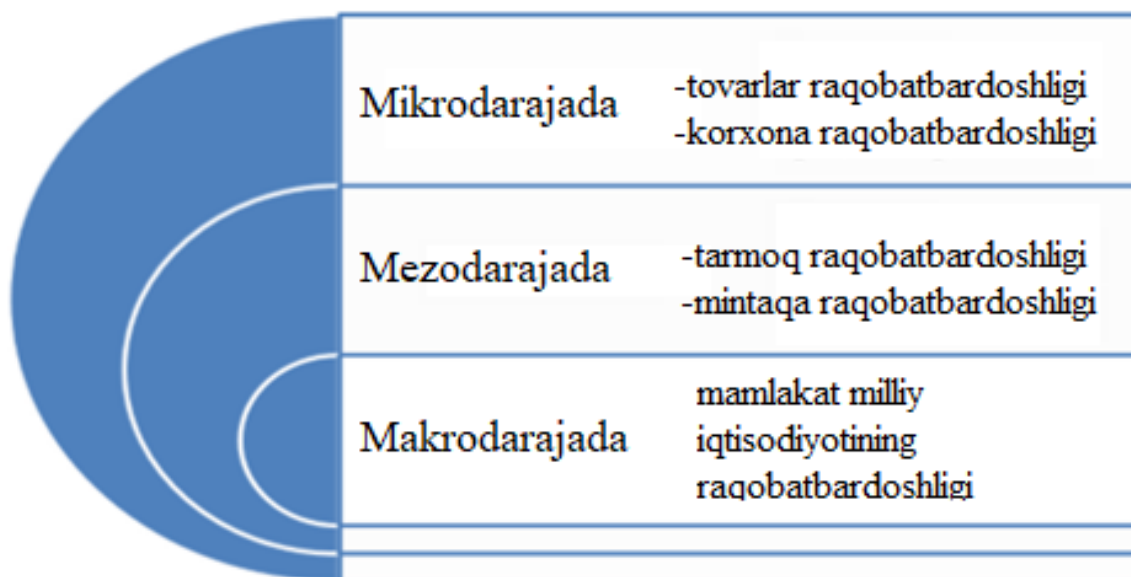 Mikrodarajada
-tovarlar raqobatbardoshligi
-korxona raqobatbardoshligi
Mezodarajada
-tarmoq raqobatbardoshligi
-mintaqa raqobatbardoshligi
Makrodarajada
mamlakat milliy
iqtisodiyotining
raqobatbardoshligi